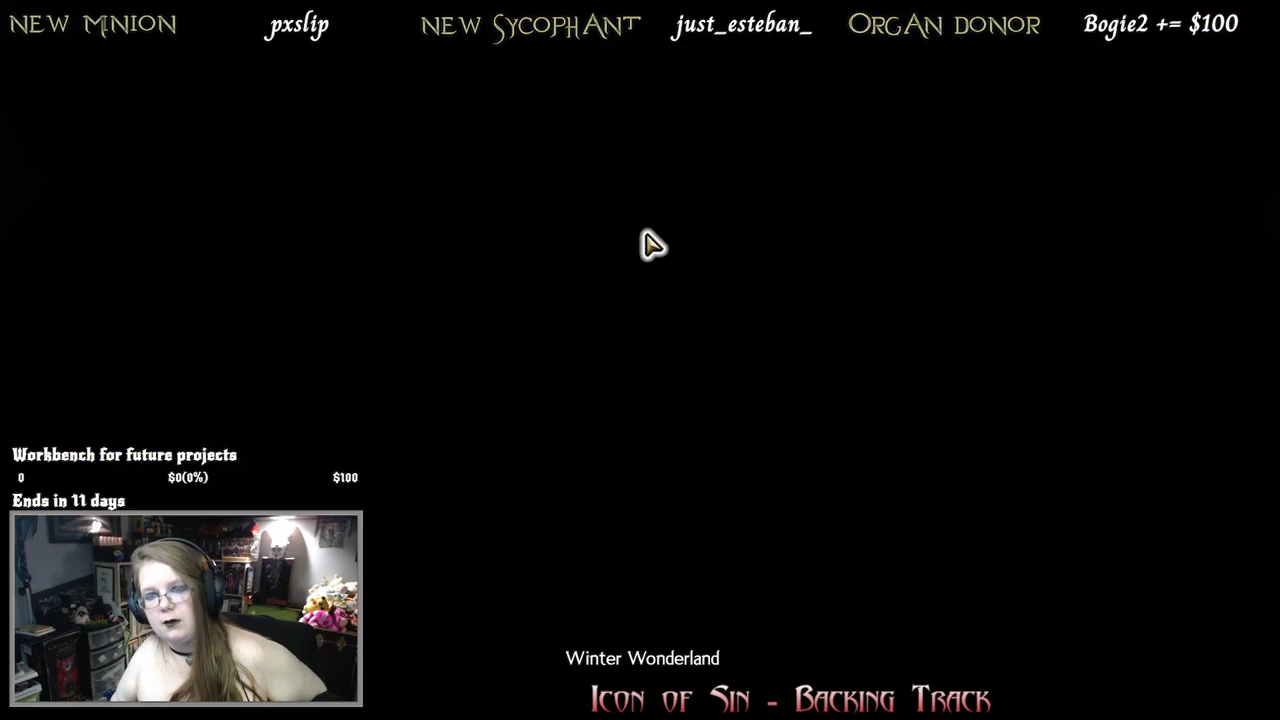 NEW MINION pxslip NEW SYCOPHANT just_esteban_ ORGAN DONOR Bogie2 += $100
Workbench for future projects
0 $0(0%) $100
Ends in 11 days
Winter Wonderland
Icon of Sin - Backing Track